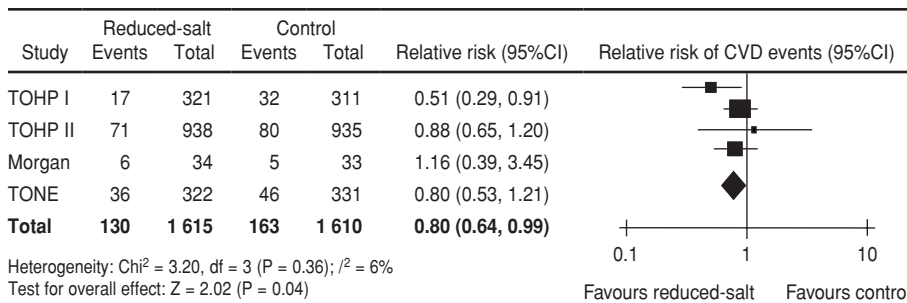 Reduced-salt Control
Study Events Total Events Total Relative risk (95%CI) Relative risk of CVD events (95%CI)
TOHP I 17 321 32 311 0.51 (0.29, 0.91)
TOHP II 71 938 80 935 0.88 (0.65, 1.20)
Morgan 6 34 5 33 1.16 (0.39, 3.45)
TONE 36 322 46 331 0.80 (0.53, 1.21)
Total 130 1 615 163 1 610 0.80 (0.64, 0.99)
0.1 1 10
Heterogeneity: Chi² = 3.20, df = 3 (P = 0.36); I² = 6%
Test for overall effect: Z = 2.02 (P = 0.04)
Favours reduced-salt Favours contro